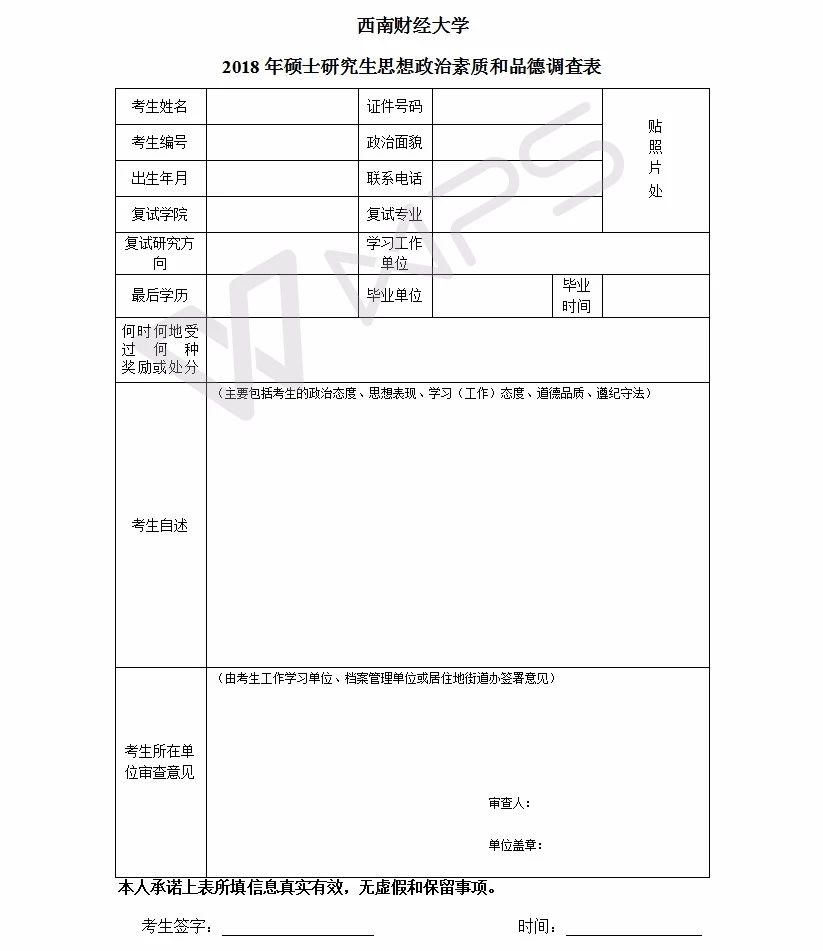 西南财经大学
2018 年硕士研究生思想政治素质和品德调查表
考生姓名 证件号码
考生编号 政治面貌
出生年月 联系电话
复试学院 复试专业
贴
照
片
处
复试研究方
向
学习工作
单位
最后学历 毕业单位
毕业
时间
何时何地受
过何种
奖励或处分
考生自述
（主要包括考生的政治态度、思想表现、学习（工作）态度、道德品质、遵纪守法）
考生所在单
位审查意见
（由考生工作学习单位、档案管理单位或居住地街道办签署意见）
审查人：
单位盖章：
本人承诺上表所填信息真实有效，无虚假和保留事项。
考生签字： 时间：
WPS